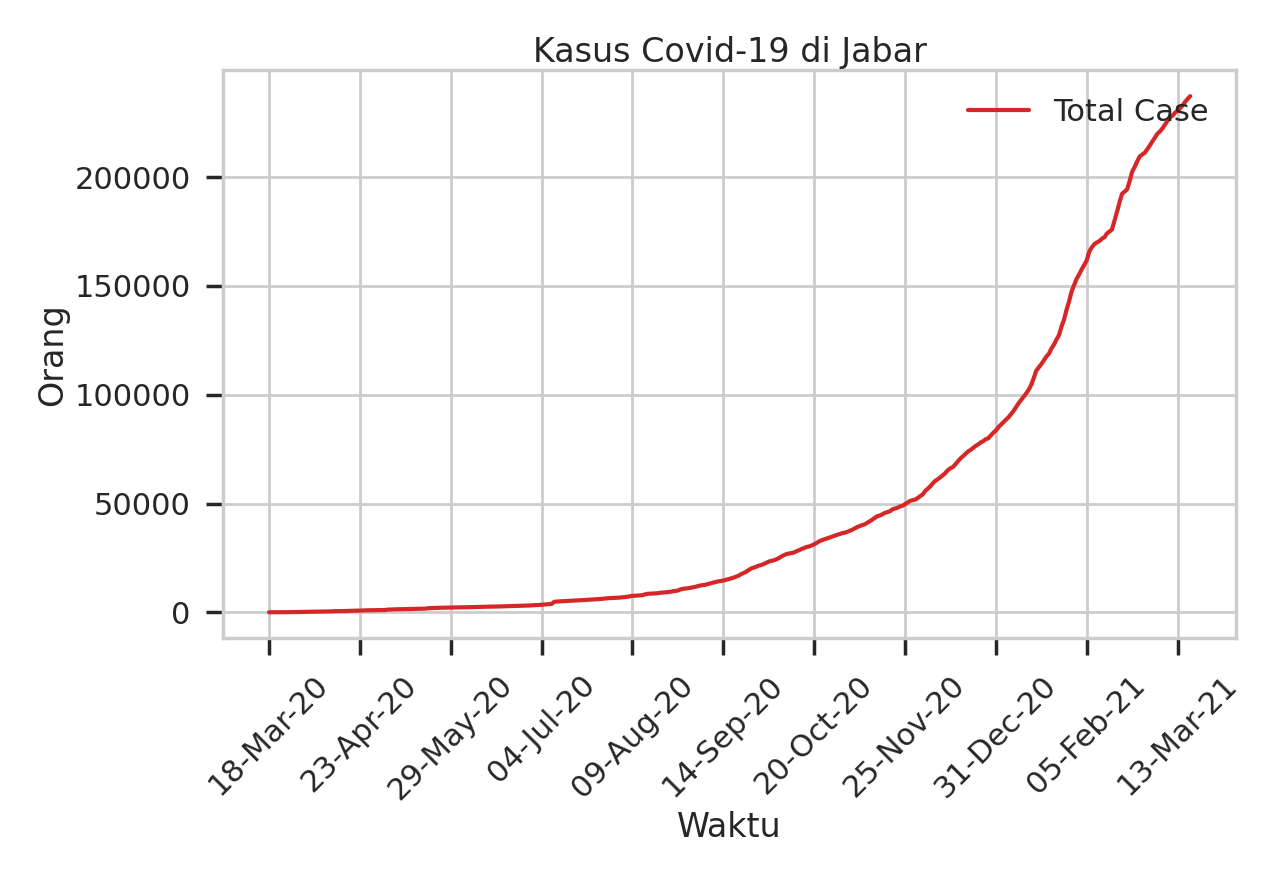 Kasus Covid-19 di Jabar
Total Case
Orang
200000
150000
100000
50000
0
18-Mar-20
23-Apr-20
29-May-20
04-Jul-20
09-Aug-20
14-Sep-20
20-Oct-20
25-Nov-20
31-Dec-20
05-Feb-21
13-Mar-21
Waktu